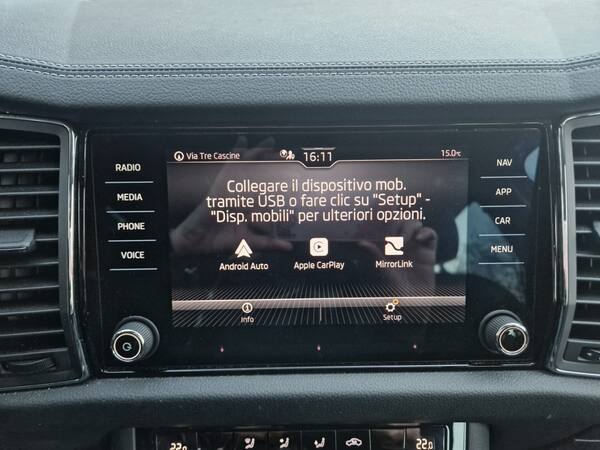 Via Tre Cascine
16:11
15.0°C
RADIO
MEDIA
PHONE
VOICE
NAV
APP
CAR
MENU
Collegare il dispositivo mob.
tramite USB o fare clic su "Setup" -
"Disp. mobili" per ulteriori opzioni.
Android Auto
Apple CarPlay
MirrorLink
Info
Setup
22.0
22.0